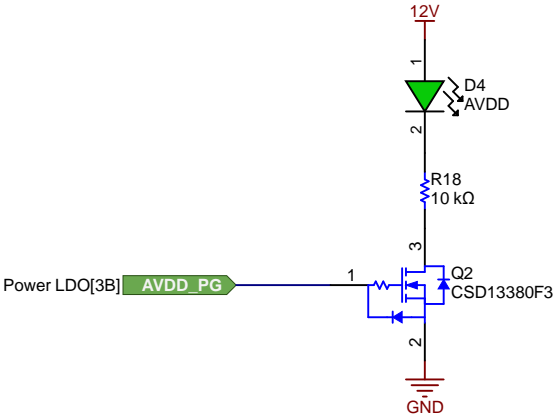 12V
1
D4
AVDD
2
R18
10 kΩ
3
Power LDO[3B] AVDD_PG
1
Q2
CSD13380F3
2
GND